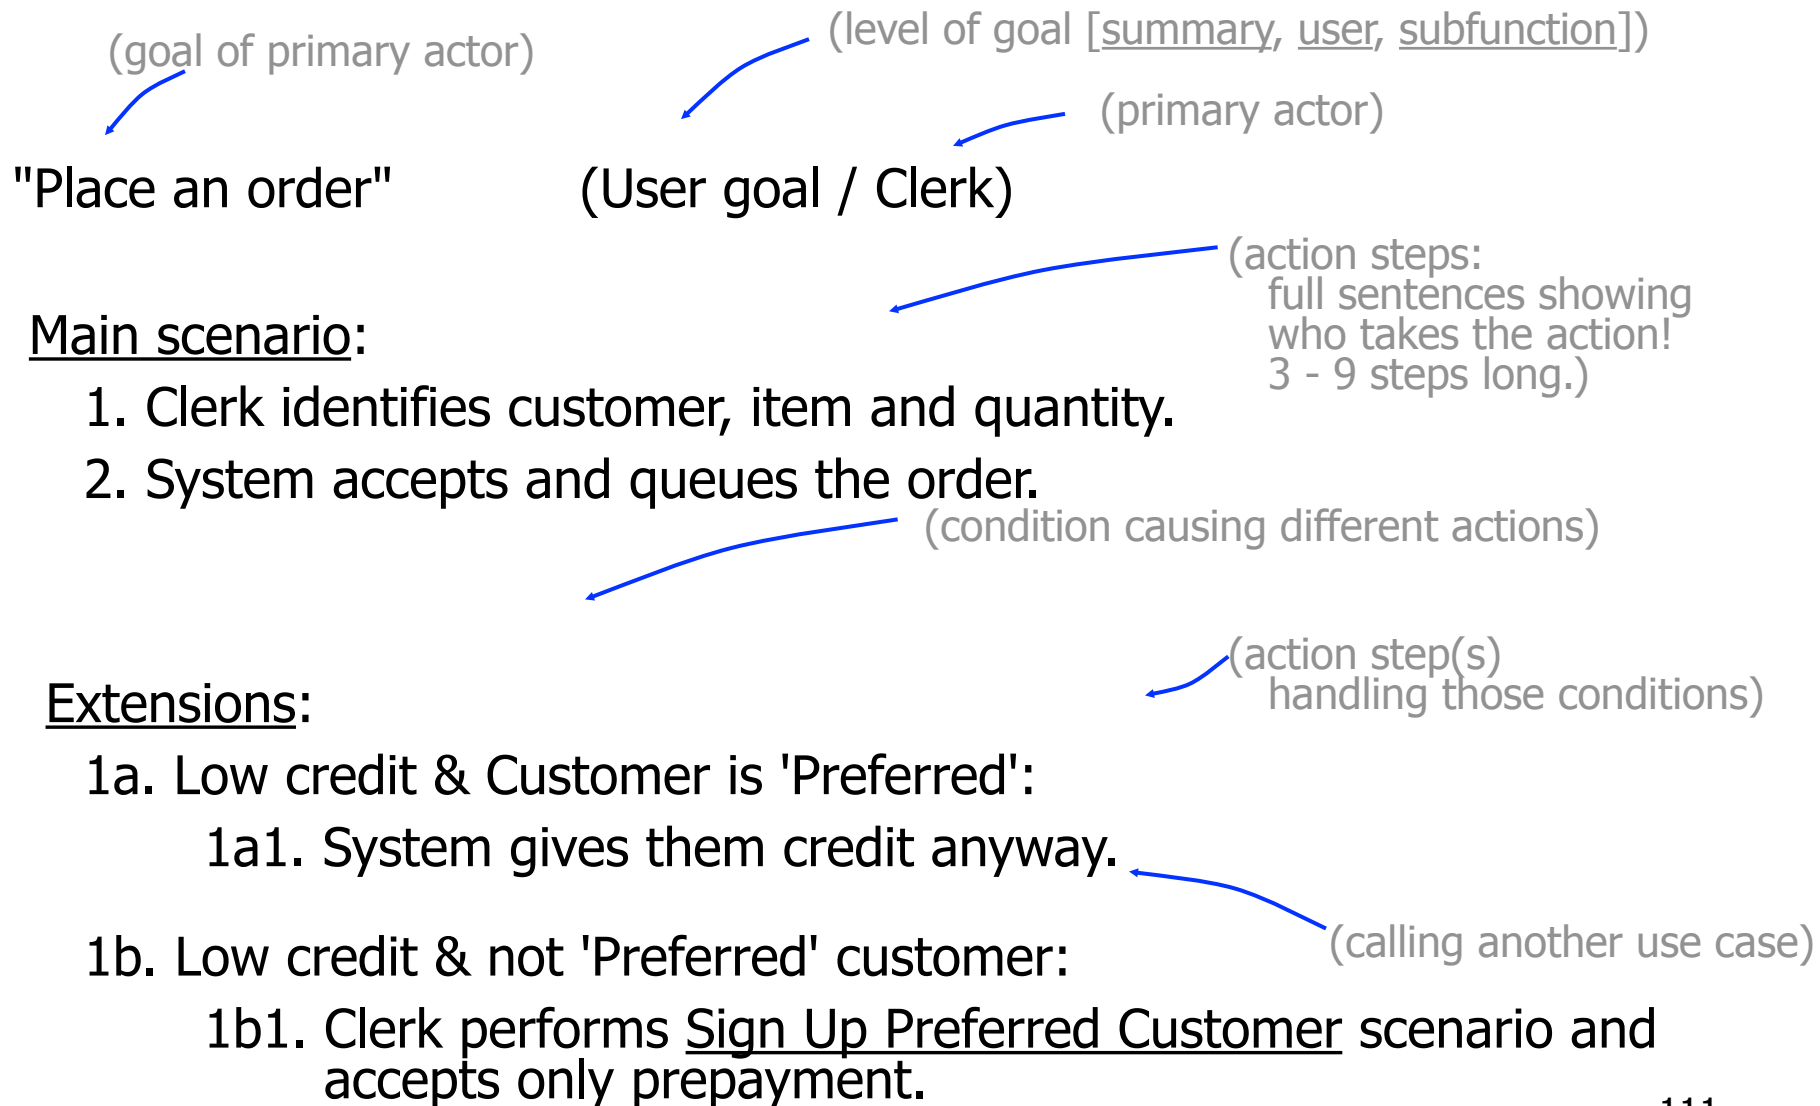 (goal of primary actor)
(level of goal [summary, user, subfunction])
(primary actor)
"Place an order" (User goal / Clerk)
(action steps:
full sentences showing
who takes the action!
3 - 9 steps long.)
Main scenario:
1. Clerk identifies customer, item and quantity.
2. System accepts and queues the order.
(condition causing different actions)
(action step(s)
handling those conditions)
Extensions:
1a. Low credit & Customer is 'Preferred':
1a1. System gives them credit anyway.
(calling another use case)
1b. Low credit & not 'Preferred' customer:
1b1. Clerk performs Sign Up Preferred Customer scenario and
accepts only prepayment.
111